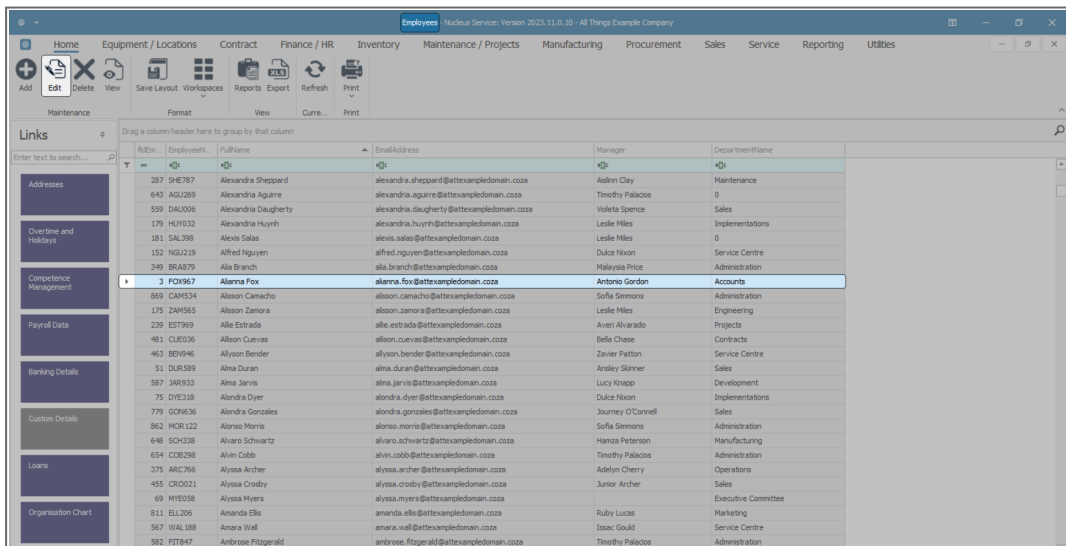 Employees - Nucleus Service: Version 2023.11.0.10 - All Things Example Company
Home Equipment / Locations Contract Finance / HR Inventory Maintenance / Projects Manufacturing Procurement Sales Service Reporting Utilities
Add Edit Delete View Save Layout Workspaces Reports Export Refresh Print
Maintenance Format View Curre... Print
Links
Drag a column header here to group by that column
Enter text to search...
fldEm... EmployeeN... FullName EmailAddress Manager DepartmentName
287 SHE787 Alexandra Sheppard alexandra.sheppard@attexampledomain.coza Aislinn Clay Maintenance
643 AGU269 Alexandria Aguirre alexandria.aguirre@attexampledomain.coza Timothy Palacios 0
559 DAU006 Alexandria Daugherty alexandria.daugherty@attexampledomain.coza Violeta Spence Sales
179 HUY032 Alexandria Huynh alexandria.huynh@attexampledomain.coza Leslie Miles Implementations
181 SAL398 Alexis Salas alexis.salas@attexampledomain.coza Leslie Miles 0
152 NGU219 Alfred Nguyen alfred.nguyen@attexampledomain.coza Dulce Nixon Service Centre
349 BRA879 Alia Branch alia.branch@attexampledomain.coza Malaysia Price Administration
3 FOX967 Alianna Fox alianna.fox@attexampledomain.coza Antonio Gordon Accounts
869 CAM534 Alisson Camacho alisson.camacho@attexampledomain.coza Sofia Simmons Administration
175 ZAM565 Alisson Zamora alisson.zamora@attexampledomain.coza Leslie Miles Engineering
239 EST969 Allie Estrada allie.estrada@attexampledomain.coza Averi Alvarado Projects
481 CUE036 Allison Cuevas allison.cuevas@attexampledomain.coza Bella Chase Contracts
463 BEN946 Allyson Bender allyson.bender@attexampledomain.coza Zavier Patton Service Centre
51 DUR589 Alma Duran alma.duran@attexampledomain.coza Ansley Skinner Sales
587 JAR933 Alma Jarvis alma.jarvis@attexampledomain.coza Lucy Knapp Development
75 DYE318 Alondra Dyer alondra.dyer@attexampledomain.coza Dulce Nixon Implementations
779 GON636 Alondra Gonzales alondra.gonzales@attexampledomain.coza Journey O'Connell Sales
862 MOR122 Alonso Morris alonso.morris@attexampledomain.coza Sofia Simmons Administration
648 SCH338 Alvaro Schwartz alvaro.schwartz@attexampledomain.coza Hamza Peterson Manufacturing
654 COB298 Alvin Cobb alvin.cobb@attexampledomain.coza Timothy Palacios Administration
375 ARC766 Alyssa Archer alyssa.archer@attexampledomain.coza Adelyn Cherry Operations
455 CRO021 Alyssa Crosby alyssa.crosby@attexampledomain.coza Junior Archer Sales
69 MYE058 Alyssa Myers alyssa.myers@attexampledomain.coza Executive Committee
811 ELL206 Amanda Ellis amanda.ellis@attexampledomain.coza Ruby Lucas Marketing
567 WAL188 Amara Wall amara.wall@attexampledomain.coza Issac Gould Service Centre
582 FIT847 Ambrose Fitzgerald ambrose.fitzgerald@attexampledomain.coza Timothy Palacios Administration
Addresses
Overtime and
Holidays
Competence
Management
Payroll Data
Banking Details
Custom Details
Loans
Organisation Chart